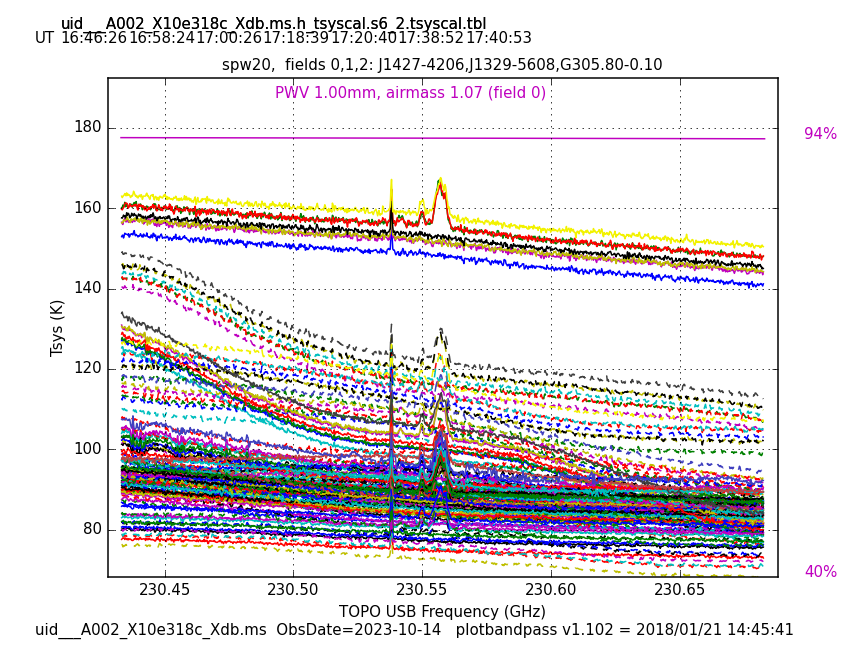 uid___A002_X10e318c_Xdb.ms.h_tsyscal.s6_2.tsyscal.tbl
UT 16:46:26 16:58:24 17:00:26 17:18:39 17:20:40 17:38:52 17:40:53
spw20,  fields 0,1,2: J1427-4206,J1329-5608,G305.80-0.10
PWV 1.00mm, airmass 1.07 (field 0)
94%
180
160
140
120
100
80
Tsys (K)
40%
230.45 230.50 230.55 230.60 230.65
TOPO USB Frequency (GHz)
uid___A002_X10e318c_Xdb.ms  ObsDate=2023-10-14   plotbandpass v1.102 = 2018/01/21 14:45:41